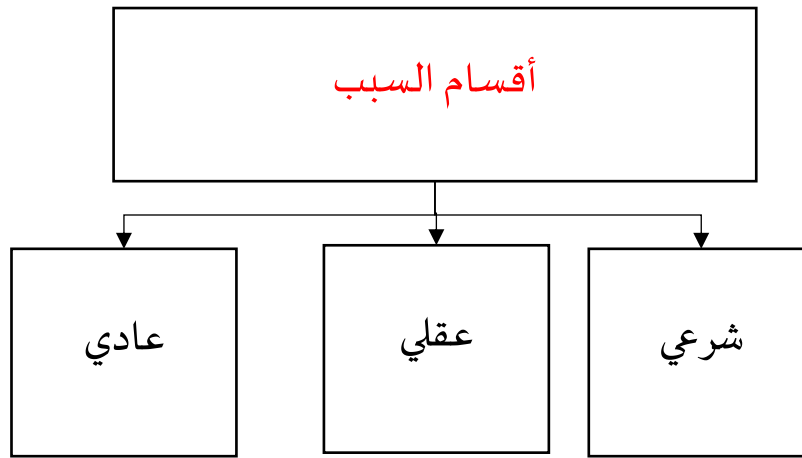 أقسام السبب
شرعي
عقلي
عادي